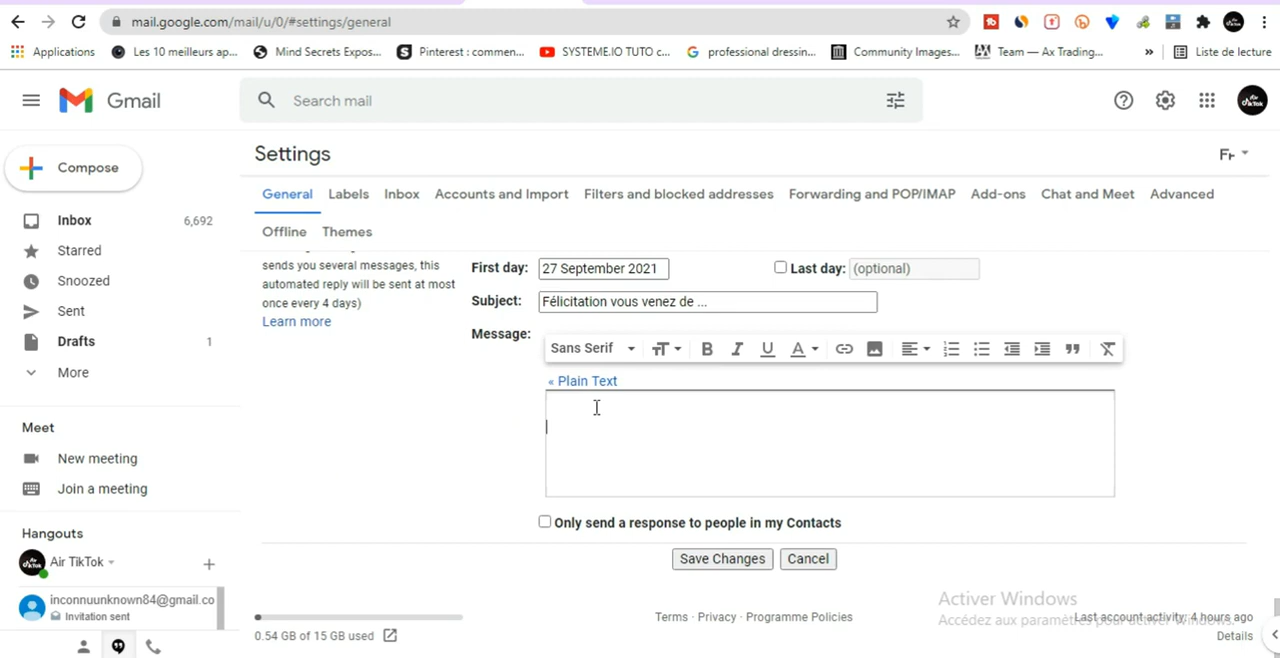 mail.google.com/mail/u/0/#settings/general
Applications Les 10 meilleurs ap... Mind Secrets Expos... Pinterest : commen... SYSTEME.IO TUTO c... professional dressin... Community Images... Team — Ax Trading... » Liste de lecture
Gmail Search mail
Settings Fr
Compose
General Labels Inbox Accounts and Import Filters and blocked addresses Forwarding and POP/IMAP Add-ons Chat and Meet Advanced
Offline Themes
Inbox 6,692
Starred
Snoozed
Sent
Drafts 1
More
sends you several messages, this
automated reply will be sent at most
once every 4 days)
Learn more
First day: 27 September 2021 Last day: (optional)
Subject: Félicitation vous venez de ...
Message:
Sans Serif
« Plain Text
Only send a response to people in my Contacts
Save Changes Cancel
Meet
New meeting
Join a meeting
Hangouts
Air TikTok
inconnuunknown84@gmail.co
Invitation sent
0.54 GB of 15 GB used
Terms · Privacy · Programme Policies
Activer Windows
Accédez aux paramètres pour activer Windows.
Last account activity: 4 hours ago
Details